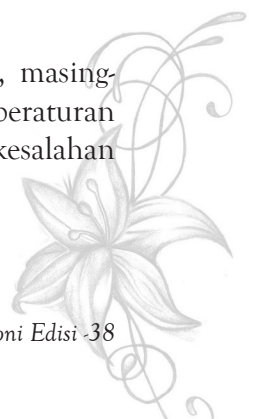 , masing-
peraturan
kesalahan
oni Edisi -38